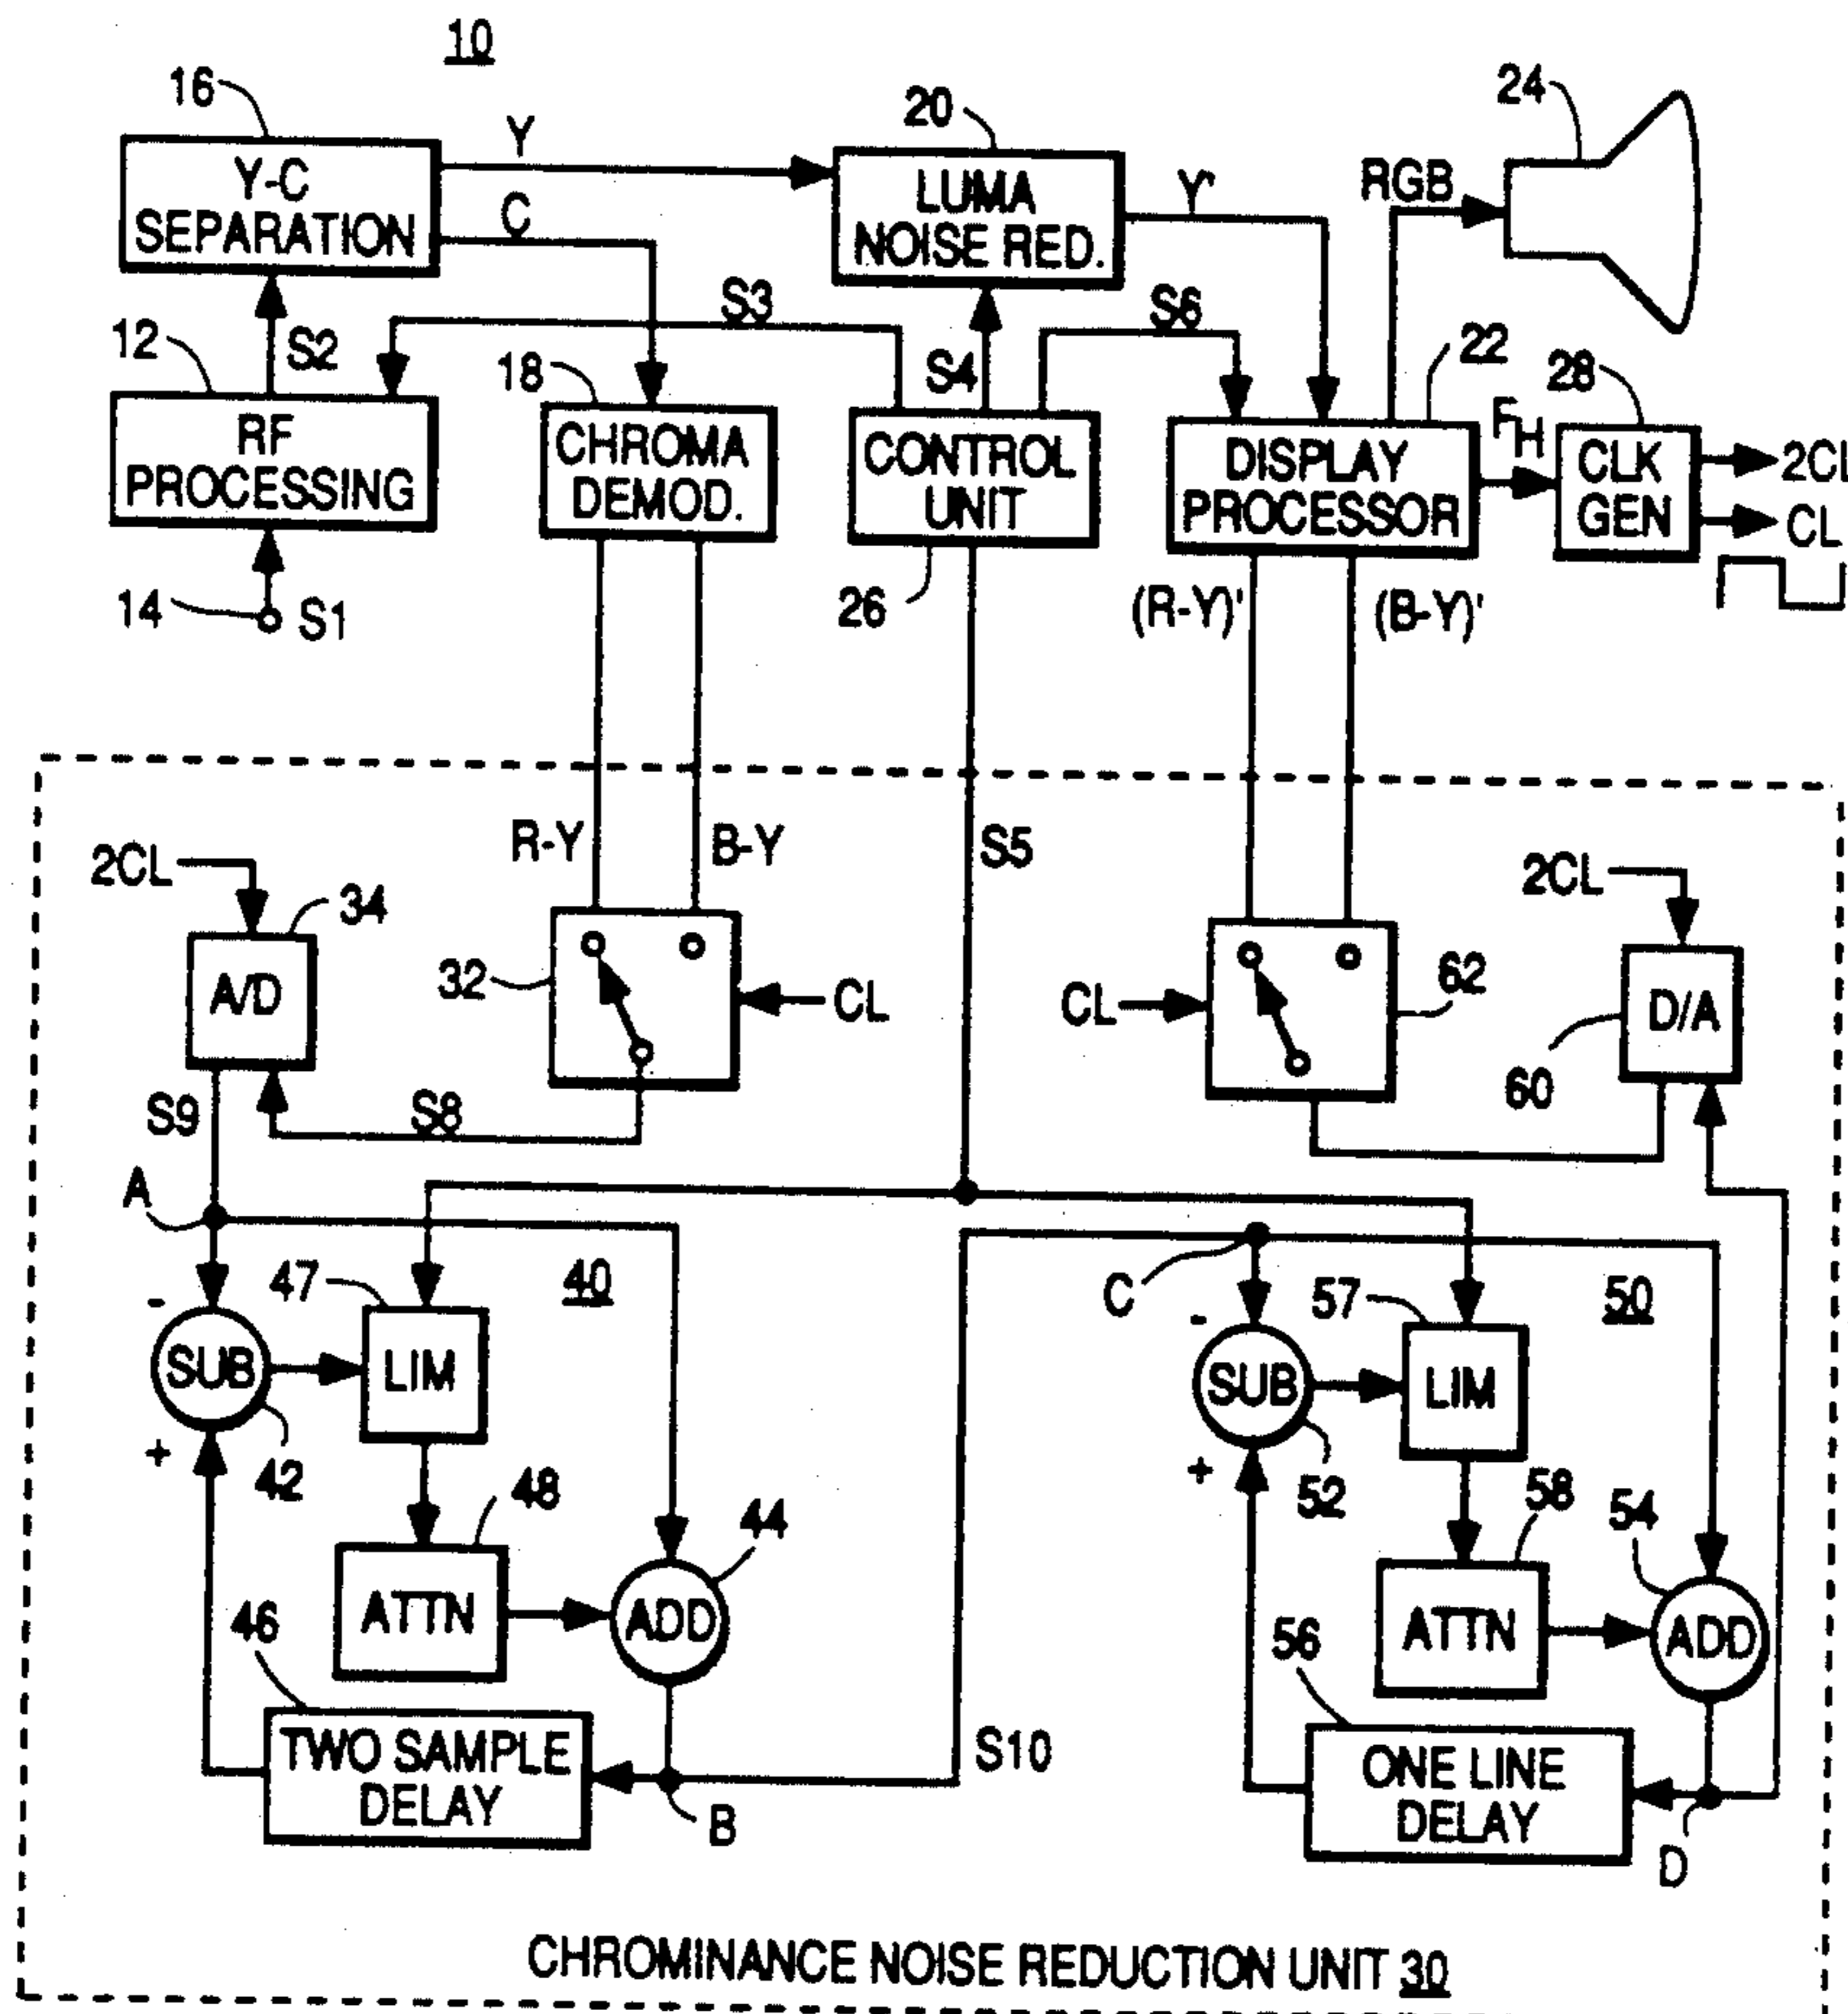 10
16
Y-C
SEPARATION
Y
C
20
LUMA
NOISE RED.
Y'
RGB
24
12
S2
S3
S4
S6
22
28
RF
PROCESSING
18
CHROMA
DEMOD.
CONTROL
UNIT
DISPLAY
PROCESSOR
FH
CLK
GEN
2CL
CL
14
S1
26
(R-Y)'
(B-Y)'
R-Y
B-Y
S5
2CL
34
A/D
32
CL
CL
62
2CL
D/A
60
S9
S8
A
47
40
C
57
50
-
SUB
LIM
-
SUB
LIM
+
42
48
44
+
52
58
54
46
ATTN
ADD
56
ATTN
ADD
TWO SAMPLE
DELAY
B
S10
ONE LINE
DELAY
D
CHROMINANCE NOISE REDUCTION UNIT 30